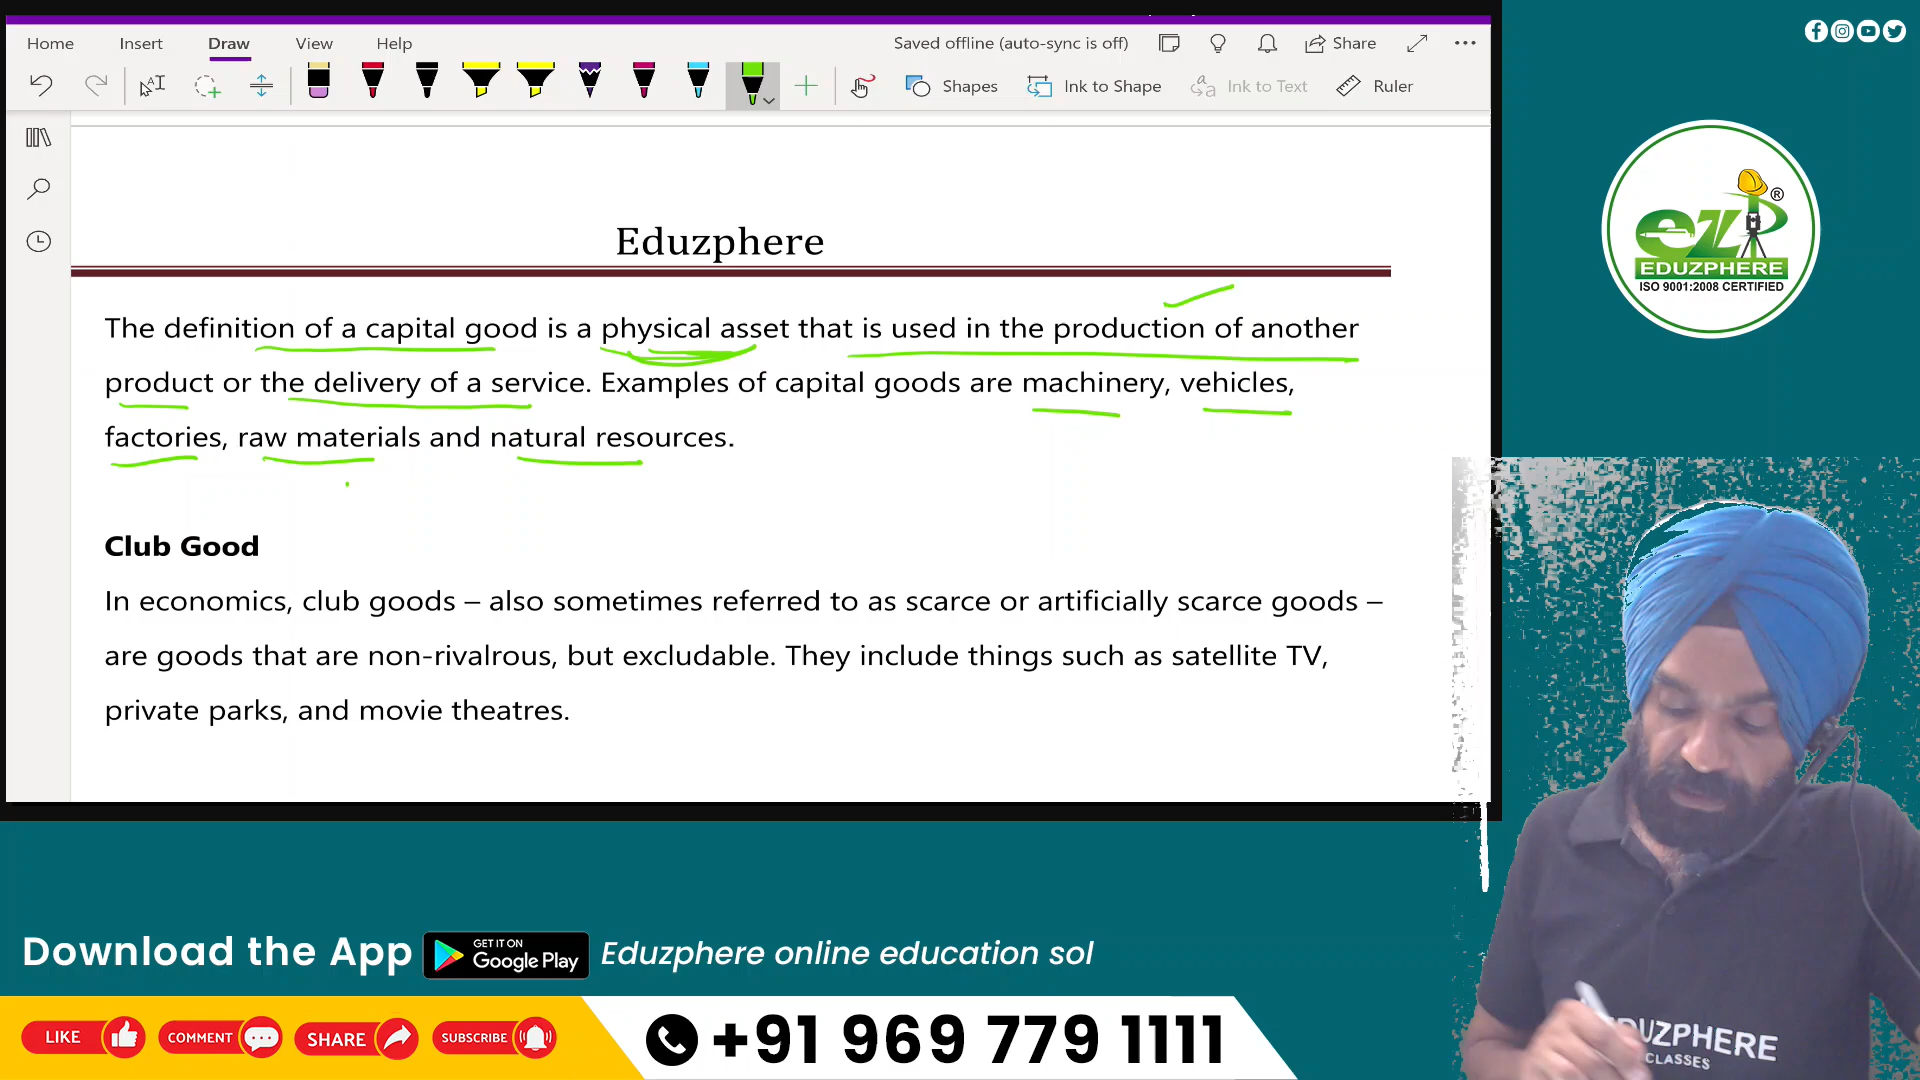 Home Insert Draw View Help Saved offline (auto-sync is off) Share
Shapes Ink to Shape Ink to Text Ruler
Eduzphere
The definition of a capital good is a physical asset that is used in the production of another
product or the delivery of a service. Examples of capital goods are machinery, vehicles,
factories, raw materials and natural resources.
Club Good
In economics, club goods – also sometimes referred to as scarce or artificially scarce goods –
are goods that are non-rivalrous, but excludable. They include things such as satellite TV,
private parks, and movie theatres.
eZP ®
EDUZPHERE
ISO 9001:2008 CERTIFIED
DUZPHERE
CLASSES
Download the App GET IT ON Google Play Eduzphere online education sol
LIKE COMMENT SHARE SUBSCRIBE +91 969 779 1111